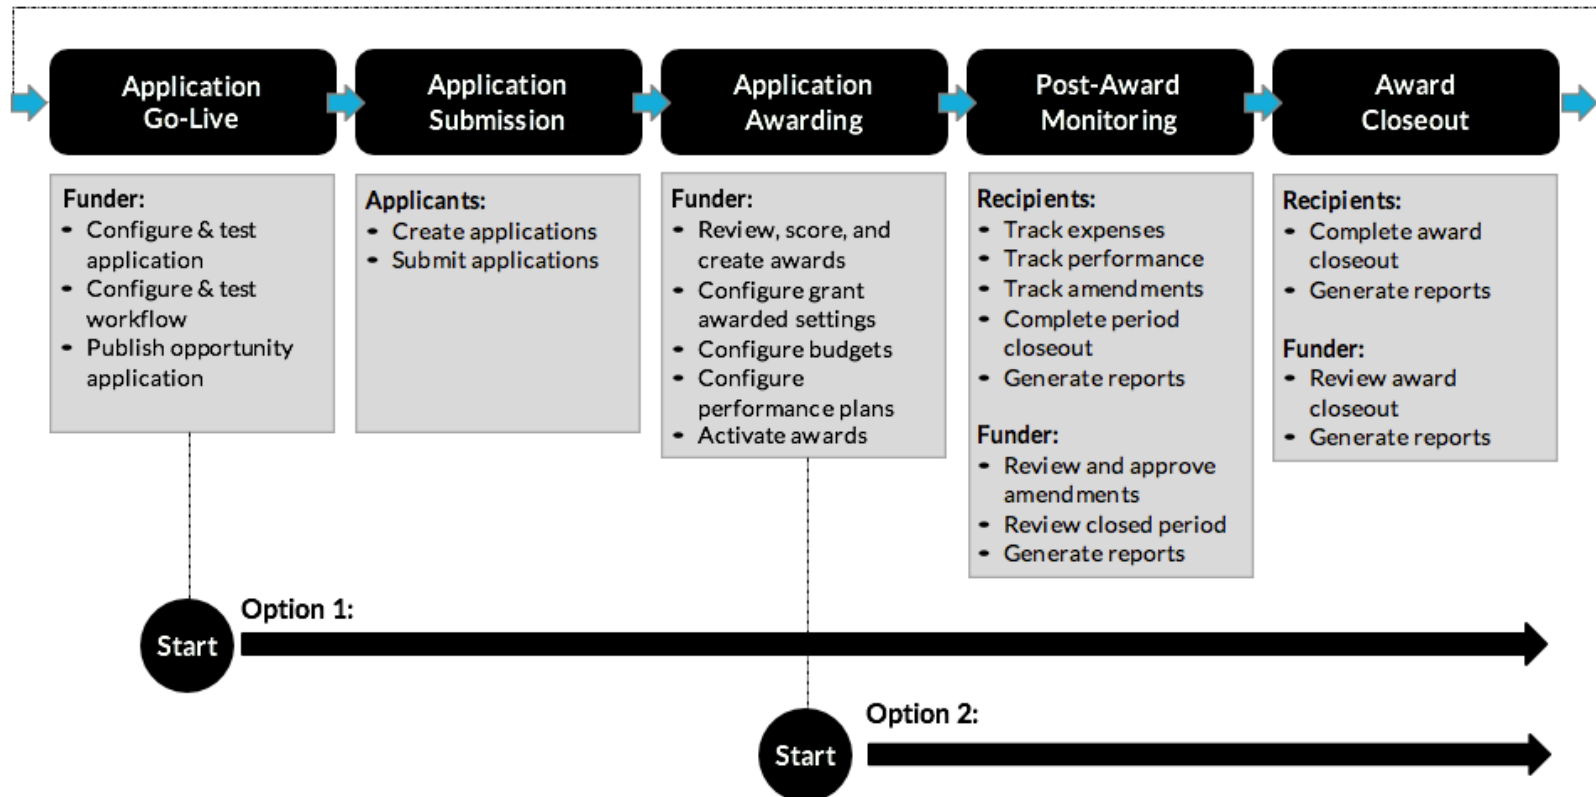 Application
Go-Live
Application
Submission
Application
Awarding
Post-Award
Monitoring
Award
Closeout
Funder:
• Configure & test
application
• Configure & test
workflow
• Publish opportunity
application
Applicants:
• Create applications
• Submit applications
Funder:
• Review, score, and
create awards
• Configure grant
awarded settings
• Configure budgets
• Configure
performance plans
• Activate awards
Recipients:
• Track expenses
• Track performance
• Track amendments
• Complete period
closeout
• Generate reports
Funder:
• Review and approve
amendments
• Review closed period
• Generate reports
Recipients:
• Complete award
closeout
• Generate reports
Funder:
• Review award
closeout
• Generate reports
Option 1:
Start
Option 2:
Start